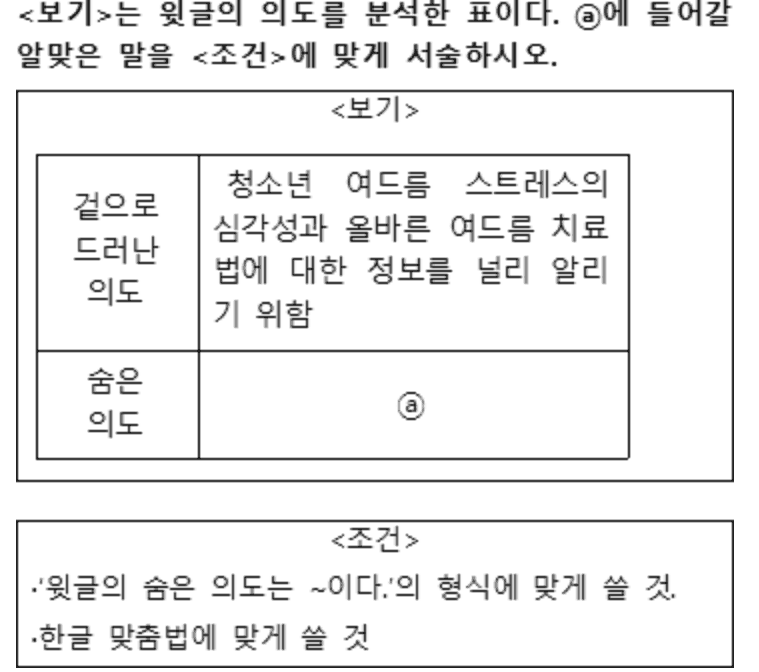 <보기>는 윗글의 의도를 분석한 표이다. ⓐ에 들어갈
알맞은 말을 <조건>에 맞게 서술하시오.
<보기>
겉으로
드러난
의도
청소년 여드름 스트레스의
심각성과 올바른 여드름 치료
법에 대한 정보를 널리 알리
기 위함
숨은
의도
ⓐ
<조건>
·'윗글의 숨은 의도는 ~이다.'의 형식에 맞게 쓸 것.
·한글 맞춤법에 맞게 쓸 것